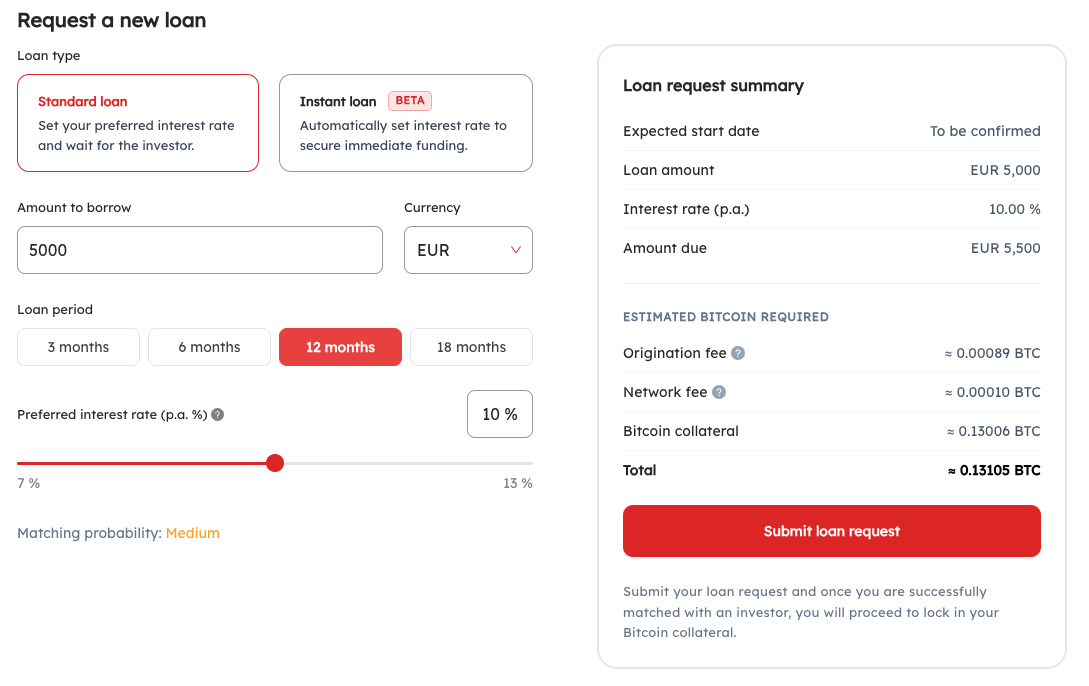 Request a new loan
Loan type
Standard loan
Set your preferred interest rate
and wait for the investor.
Instant loan BETA
Automatically set interest rate to
secure immediate funding.
Amount to borrow
Currency
5000
EUR
Loan period
3 months
6 months
12 months
18 months
Preferred interest rate (p.a. %) ?
10 %
7 %
13 %
Matching probability: Medium
Loan request summary
Expected start date To be confirmed
Loan amount EUR 5,000
Interest rate (p.a.) 10.00 %
Amount due EUR 5,500
ESTIMATED BITCOIN REQUIRED
Origination fee ? ≈ 0.00089 BTC
Network fee ? ≈ 0.00010 BTC
Bitcoin collateral ≈ 0.13006 BTC
Total ≈ 0.13105 BTC
Submit loan request
Submit your loan request and once you are successfully
matched with an investor, you will proceed to lock in your
Bitcoin collateral.